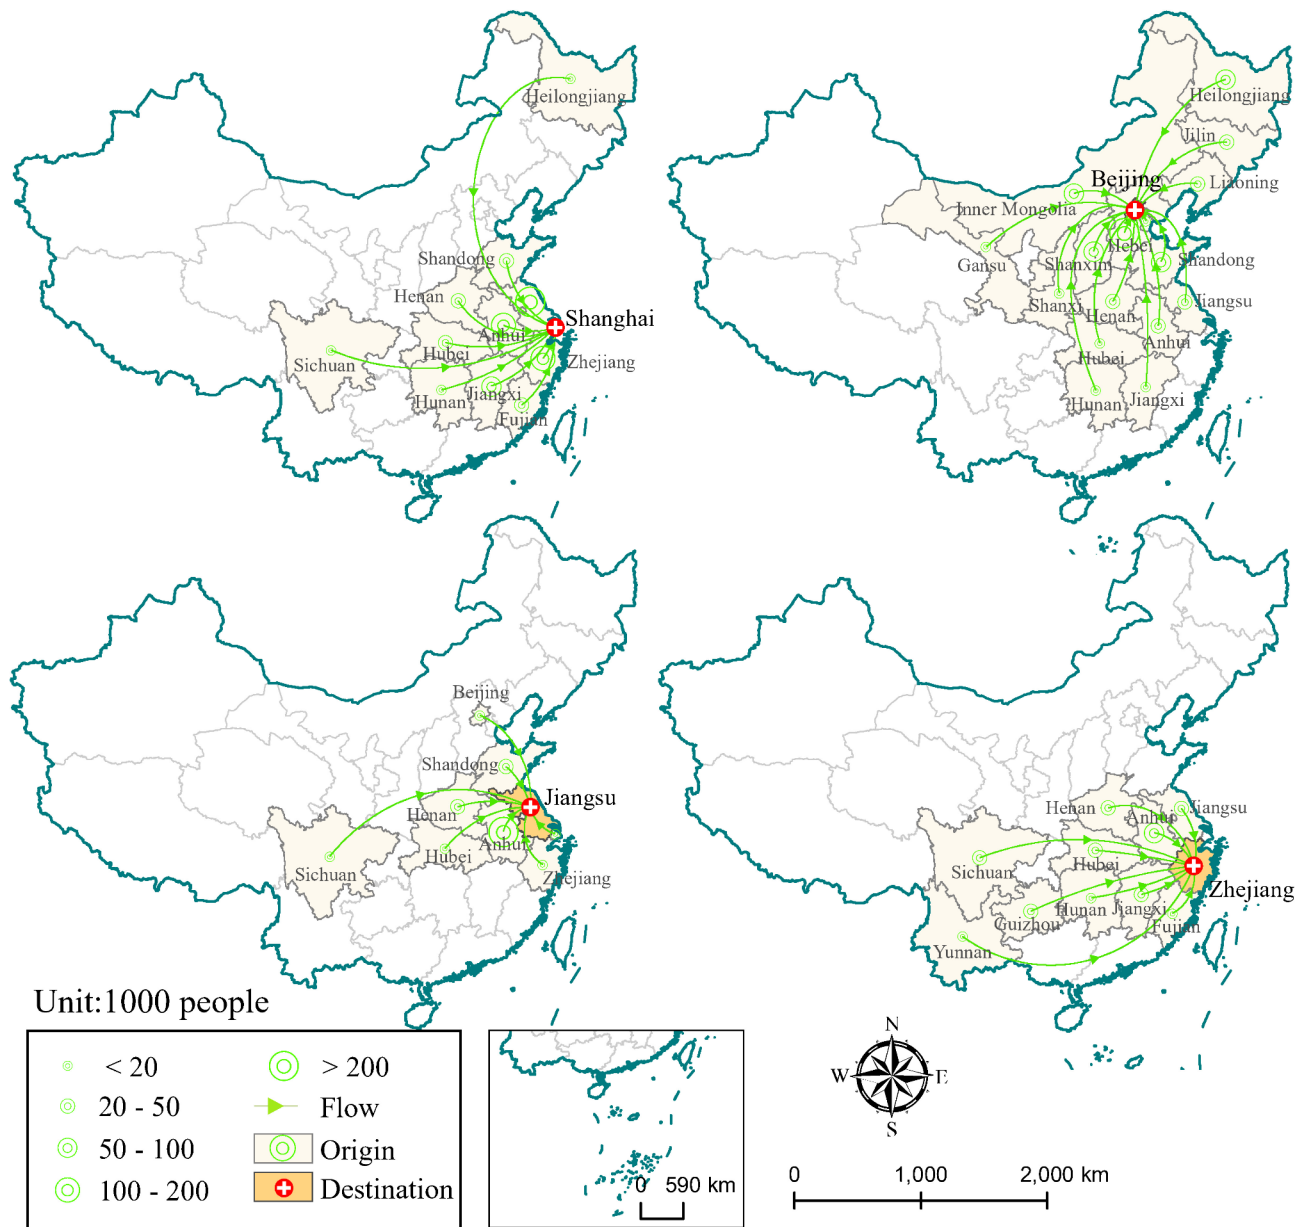 Heilongjiang
Shandong
Henan
Anhui
Shanghai
Hubei
Zhejiang
Sichuan
Hunan
Jiangxi
Fujian
Heilongjiang
Jilin
Beijing
Liaoning
Inner Mongolia
Hebei
Gansu
Shanxim
Shandong
Shanxi
Henan
Jiangsu
Anhui
Hubei
Hunan
Jiangxi
Beijing
Shandong
Jiangsu
Henan
Anhui
Hubei
Sichuan
Zhejiang
Henan
Jiangsu
Anhui
Sichuan
Hubei
Zhejiang
Hunan
Jiangxi
Guizhou
Fujian
Yunnan
Unit:1000 people
< 20
20 - 50
50 - 100
100 - 200
> 200
Flow
Origin
Destination
0 590 km
N
W E
S
0 1,000 2,000 km